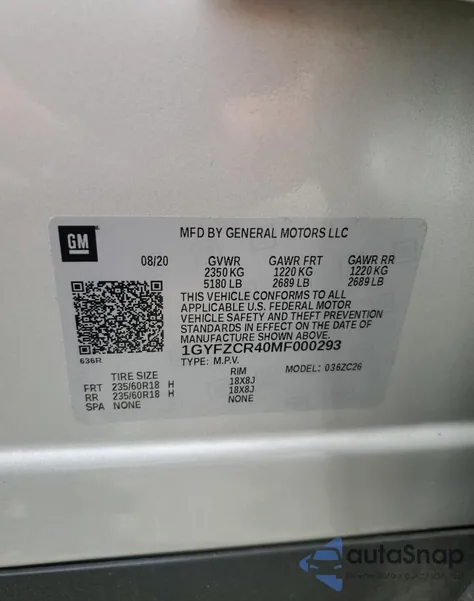 GM
MFD BY GENERAL MOTORS LLC
08/20 GVWR GAWR FRT GAWR RR
2350 KG 1220 KG 1220 KG
5180 LB 2689 LB 2689 LB
THIS VEHICLE CONFORMS TO ALL
APPLICABLE U.S. FEDERAL MOTOR
VEHICLE SAFETY AND THEFT PREVENTION
STANDARDS IN EFFECT ON THE DATE OF
MANUFACTURE SHOWN ABOVE.
636R
1GYFZCR40MF000293
TYPE: M.P.V. MODEL: 036ZC26
TIRE SIZE RIM
FRT 235/60R18 H 18X8J
RR 235/60R18 H 18X8J
SPA NONE NONE
autoSnap